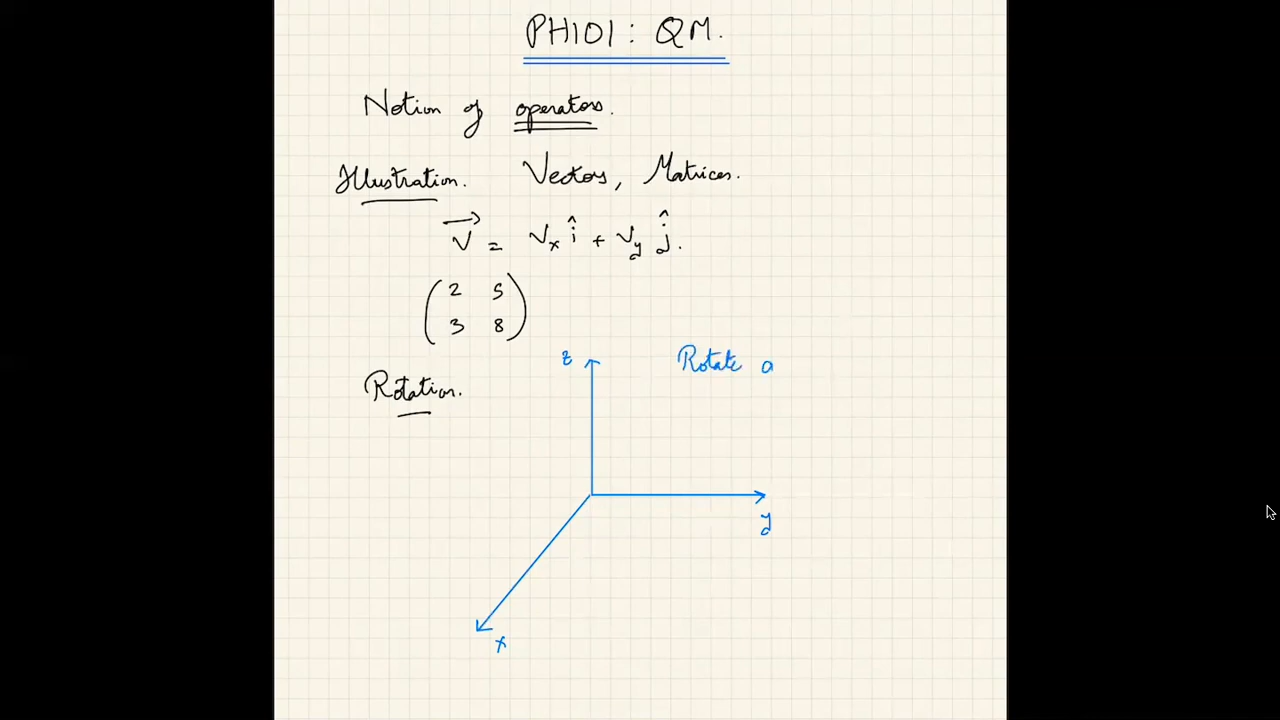 PH101 : QM.
Notion of operators.
Illustration. Vectors, Matrices.
V = Vx î + Vy ĵ.
( 2 5
3 8 )
Rotation.
z
Rotate a
y
x